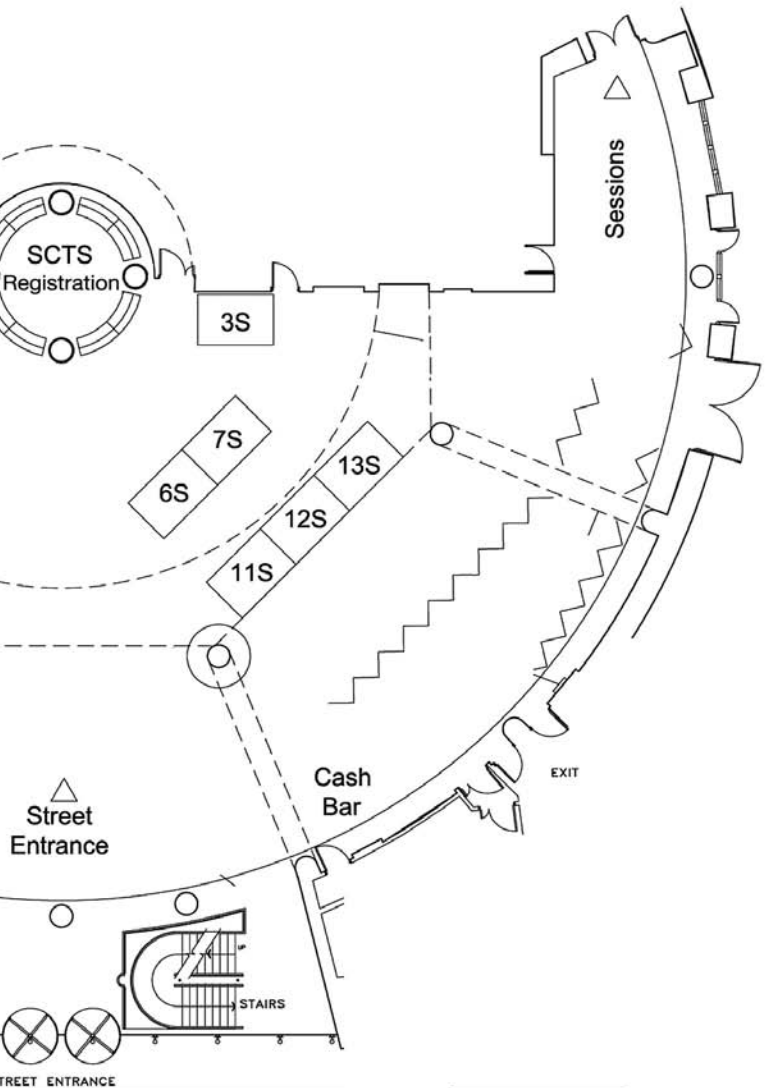 Sessions
SCTS
Registration
3S
7S
6S
13S
12S
11S
Cash
Bar
EXIT
Street
Entrance
UP
STAIRS
TREET ENTRANCE